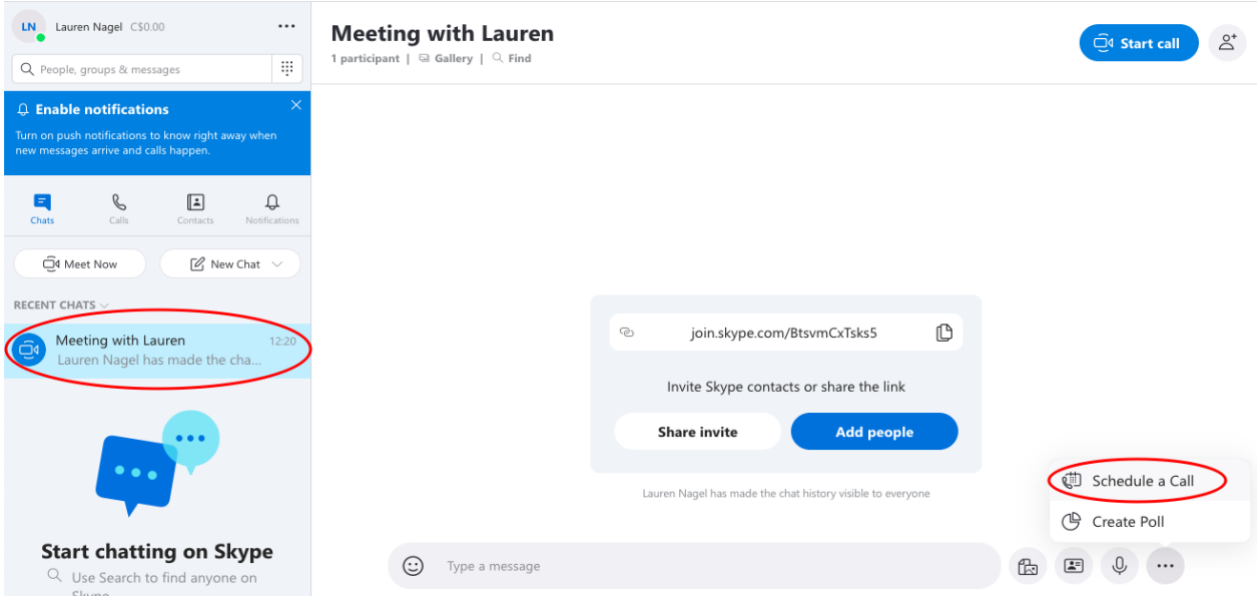 LN Lauren Nagel C$0.00
People, groups & messages
Enable notifications
Turn on push notifications to know right away when
new messages arrive and calls happen.
Chats Calls Contacts Notifications
Meet Now New Chat
RECENT CHATS
Meeting with Lauren 12:20
Lauren Nagel has made the cha...
Start chatting on Skype
Use Search to find anyone on
Skype
Meeting with Lauren
1 participant | Gallery | Find
Start call
join.skype.com/BtsvmCxTsks5
Invite Skype contacts or share the link
Share invite Add people
Lauren Nagel has made the chat history visible to everyone
Schedule a Call
Create Poll
Type a message